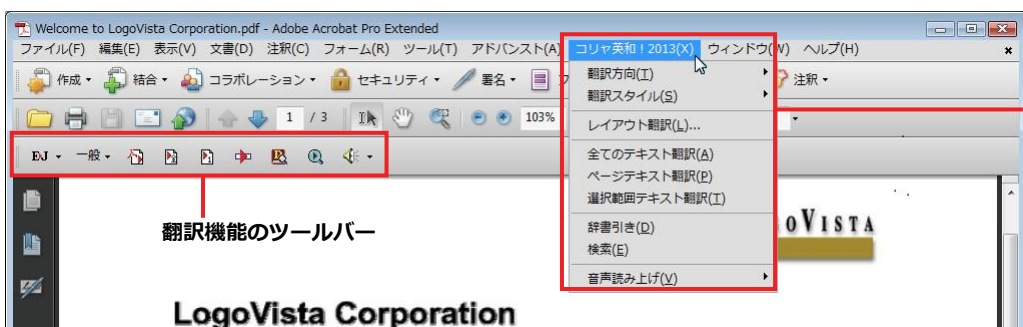 Welcome to LogoVista Corporation.pdf - Adobe Acrobat Pro Extended
ファイル(F) 編集(E) 表示(V) 文書(D) 注釈(C) フォーム(R) ツール(T) アドバンスト(A) コリャ英和！2013(X) ウィンドウ(W) ヘルプ(H)
作成 結合 コラボレーション セキュリティ 署名 注釈
1 / 3 103%
EJ 一般
翻訳方向(T)
翻訳スタイル(S)
レイアウト翻訳(L)...
全てのテキスト翻訳(A)
ページテキスト翻訳(P)
選択範囲テキスト翻訳(T)
辞書引き(D)
検索(E)
音声読み上げ(V)
翻訳機能のツールバー
OGOVISTA
LogoVista Corporation